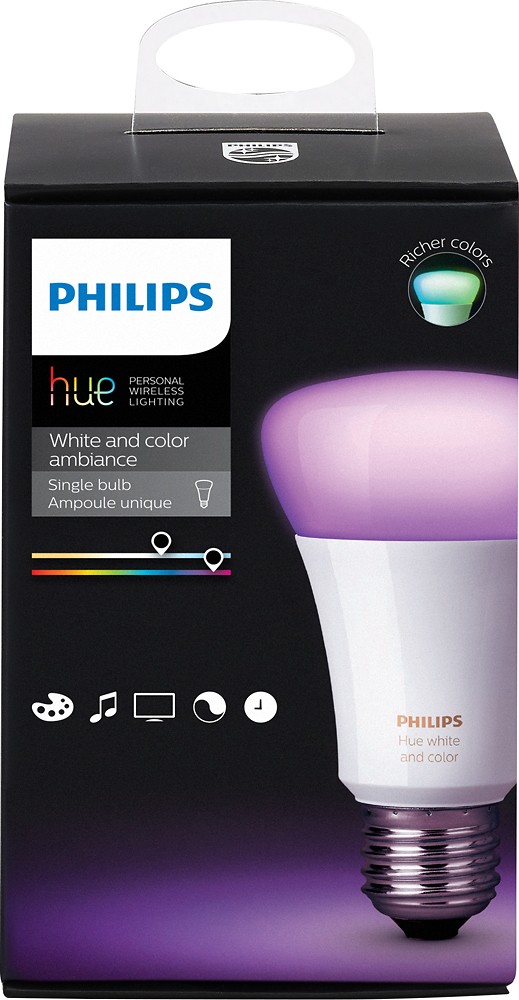 PHILIPS
Richer colors
PHILIPS
hue PERSONAL
WIRELESS
LIGHTING
White and color
ambiance
Single bulb
Ampoule unique
PHILIPS
Hue white
and color